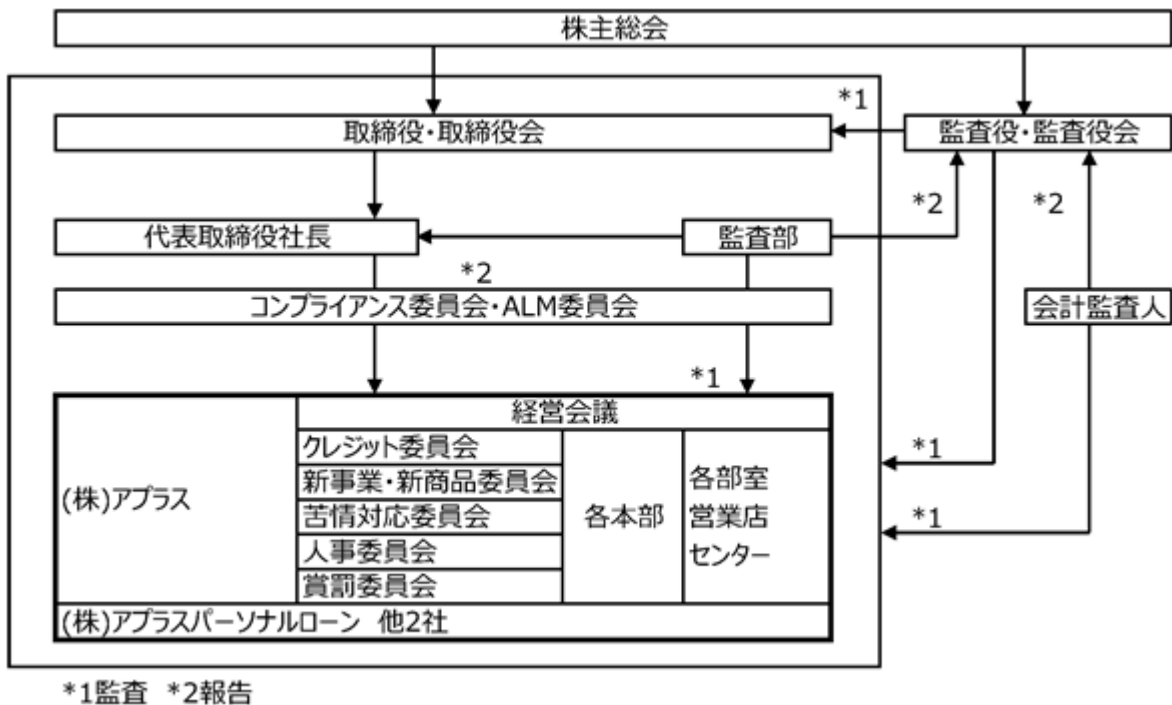 株主総会
*1
取締役・取締役会
監査役・監査役会
*2
*2
代表取締役社長
監査部
*2
コンプライアンス委員会・ALM委員会
会計監査人
*1
経営会議
(株)アプラス
クレジット委員会
新事業・新商品委員会
苦情対応委員会
人事委員会
賞罰委員会
各本部
各部室
営業店
センター
*1
*1
(株)アプラスパーソナルローン 他2社
*1監査 *2報告